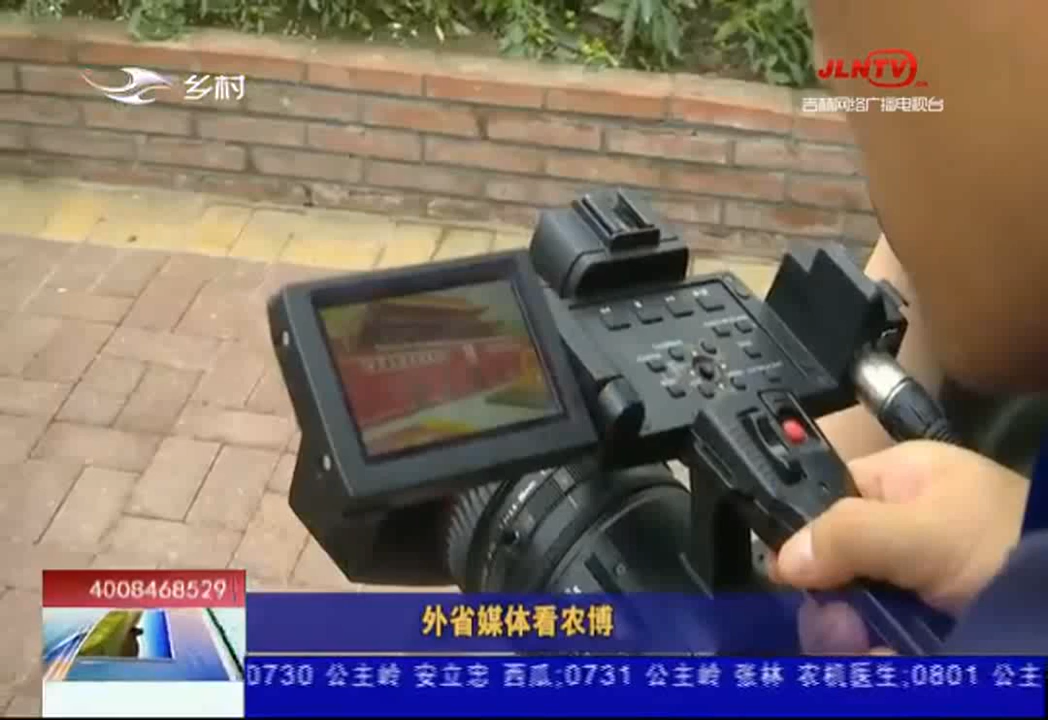 乡村
JLNTV
吉林网络广播电视台
4008468529
外省媒体看农博
0730 公主岭 安立忠 西瓜;0731 公主岭 张林 农机医生;0801 公主